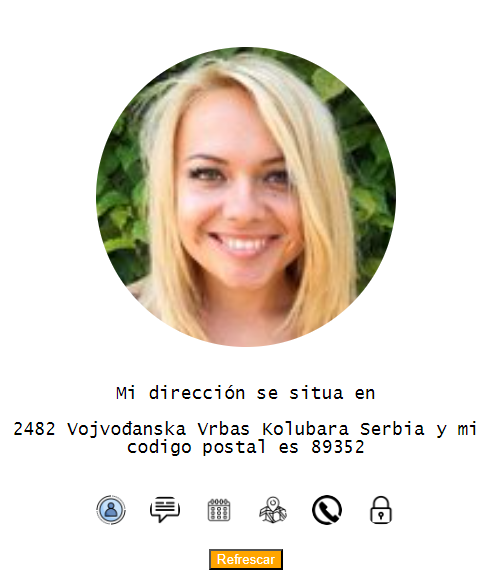 Mi dirección se situa en
2482 Vojvođanska Vrbas Kolubara Serbia y mi
codigo postal es 89352
Refrescar